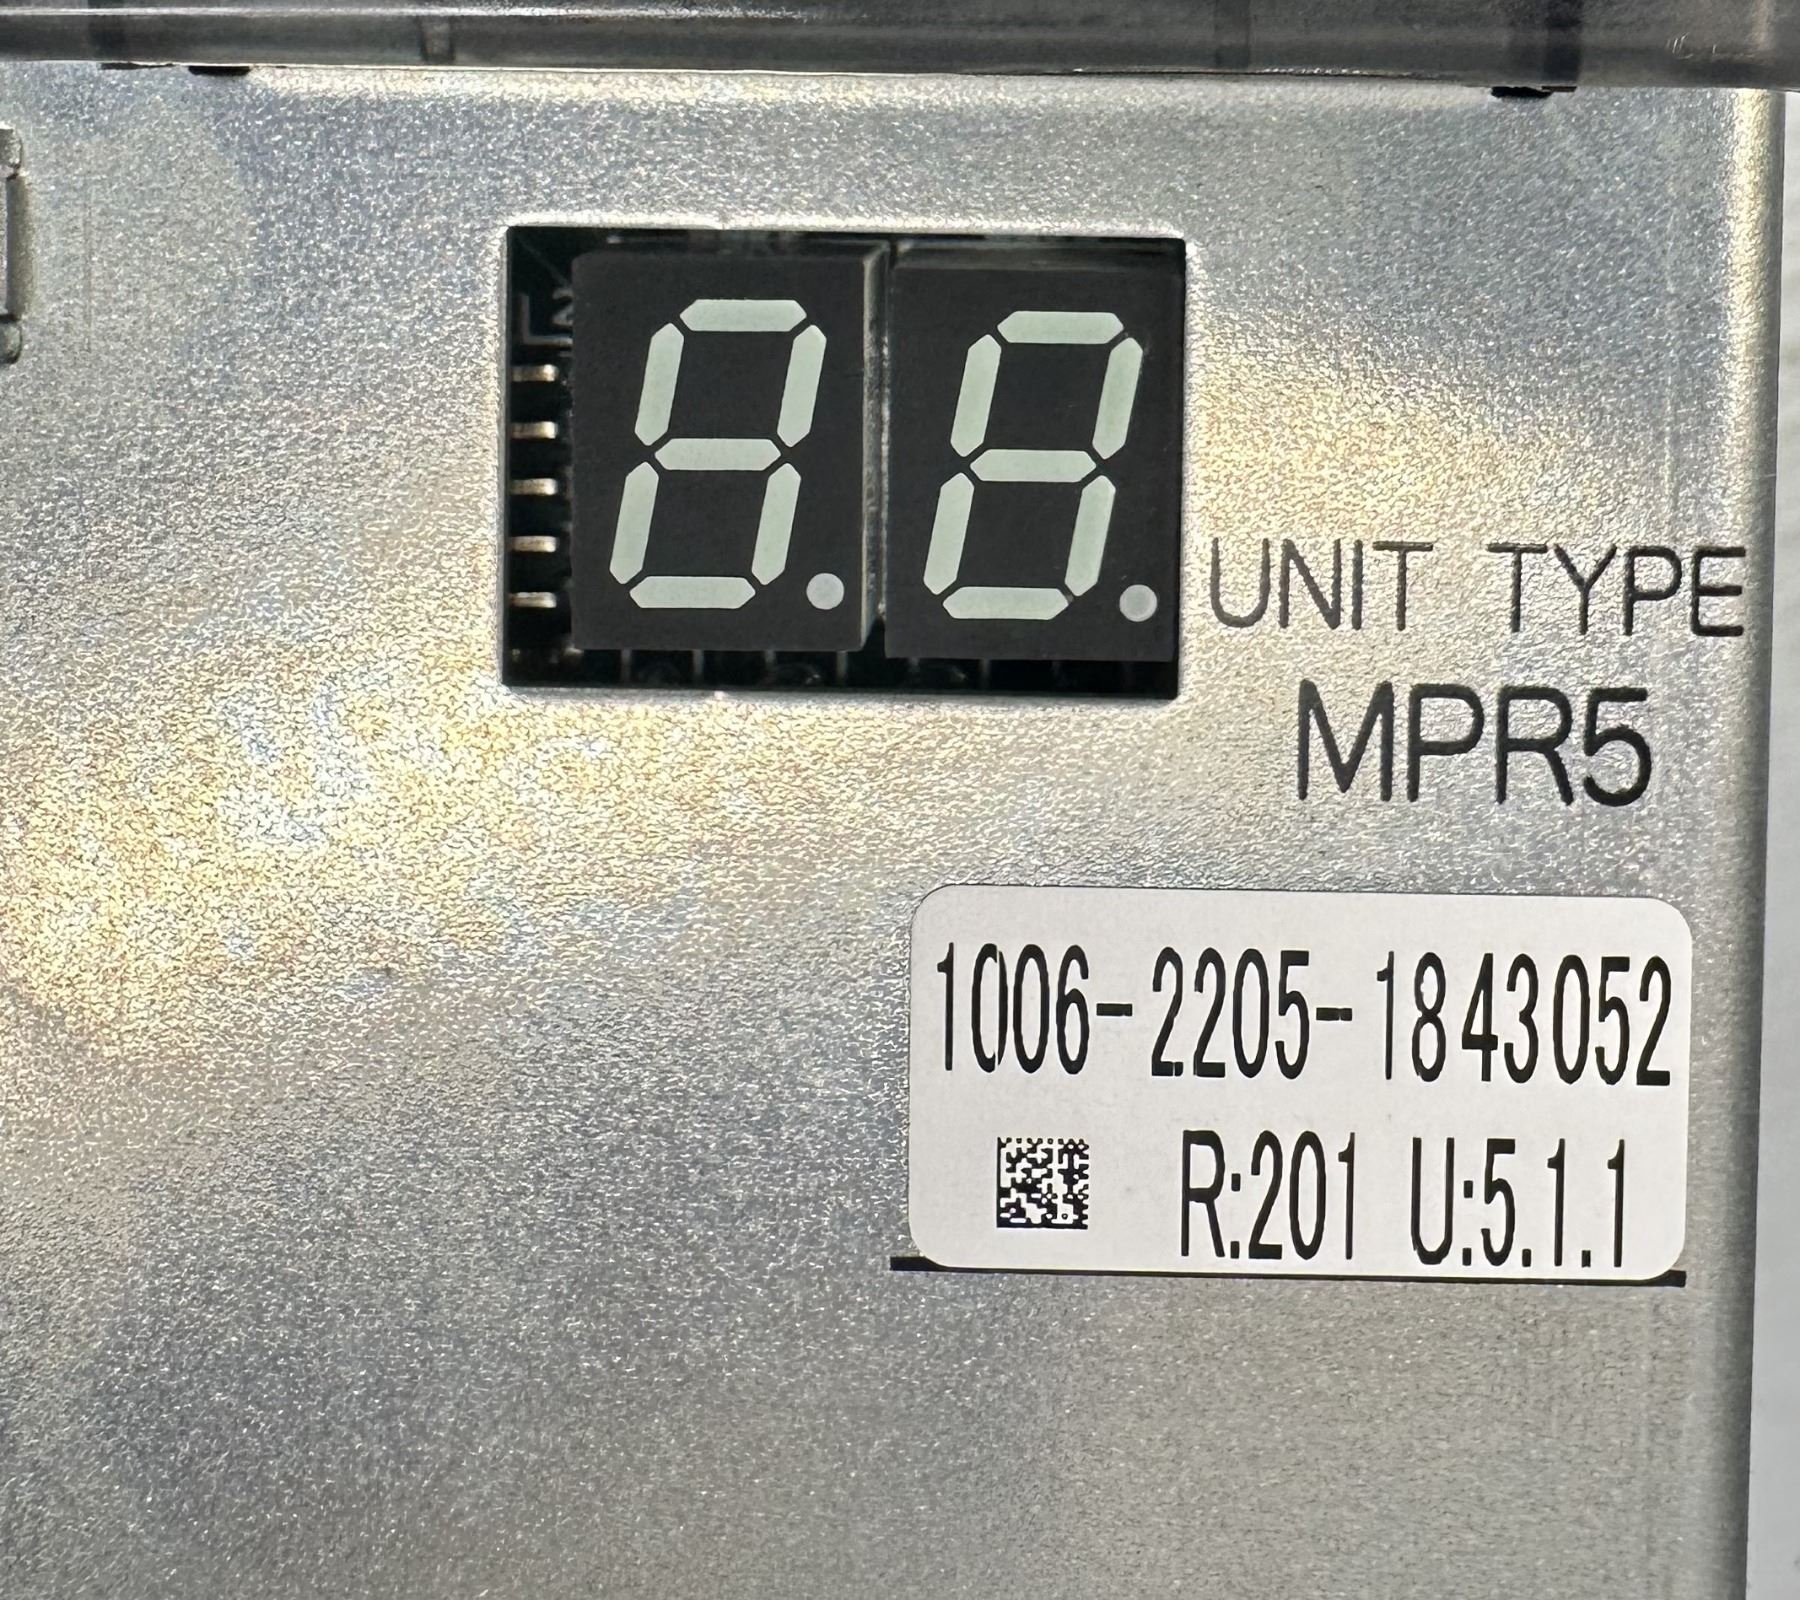 UNIT TYPE
MPR5
1006-2205-1843052
R:201 U:5.1.1